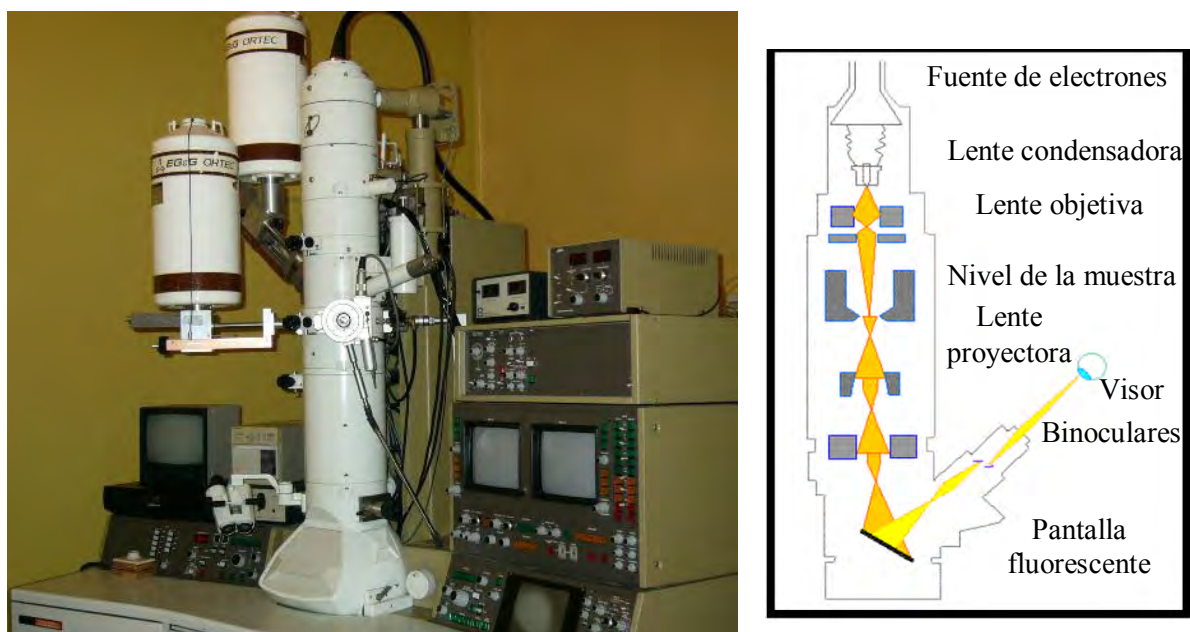 EG&G ORTEC
EG&G ORTEC
Fuente de electrones
Lente condensadora
Lente objetiva
Nivel de la muestra
Lente
proyectora
Visor
Binoculares
Pantalla
fluorescente